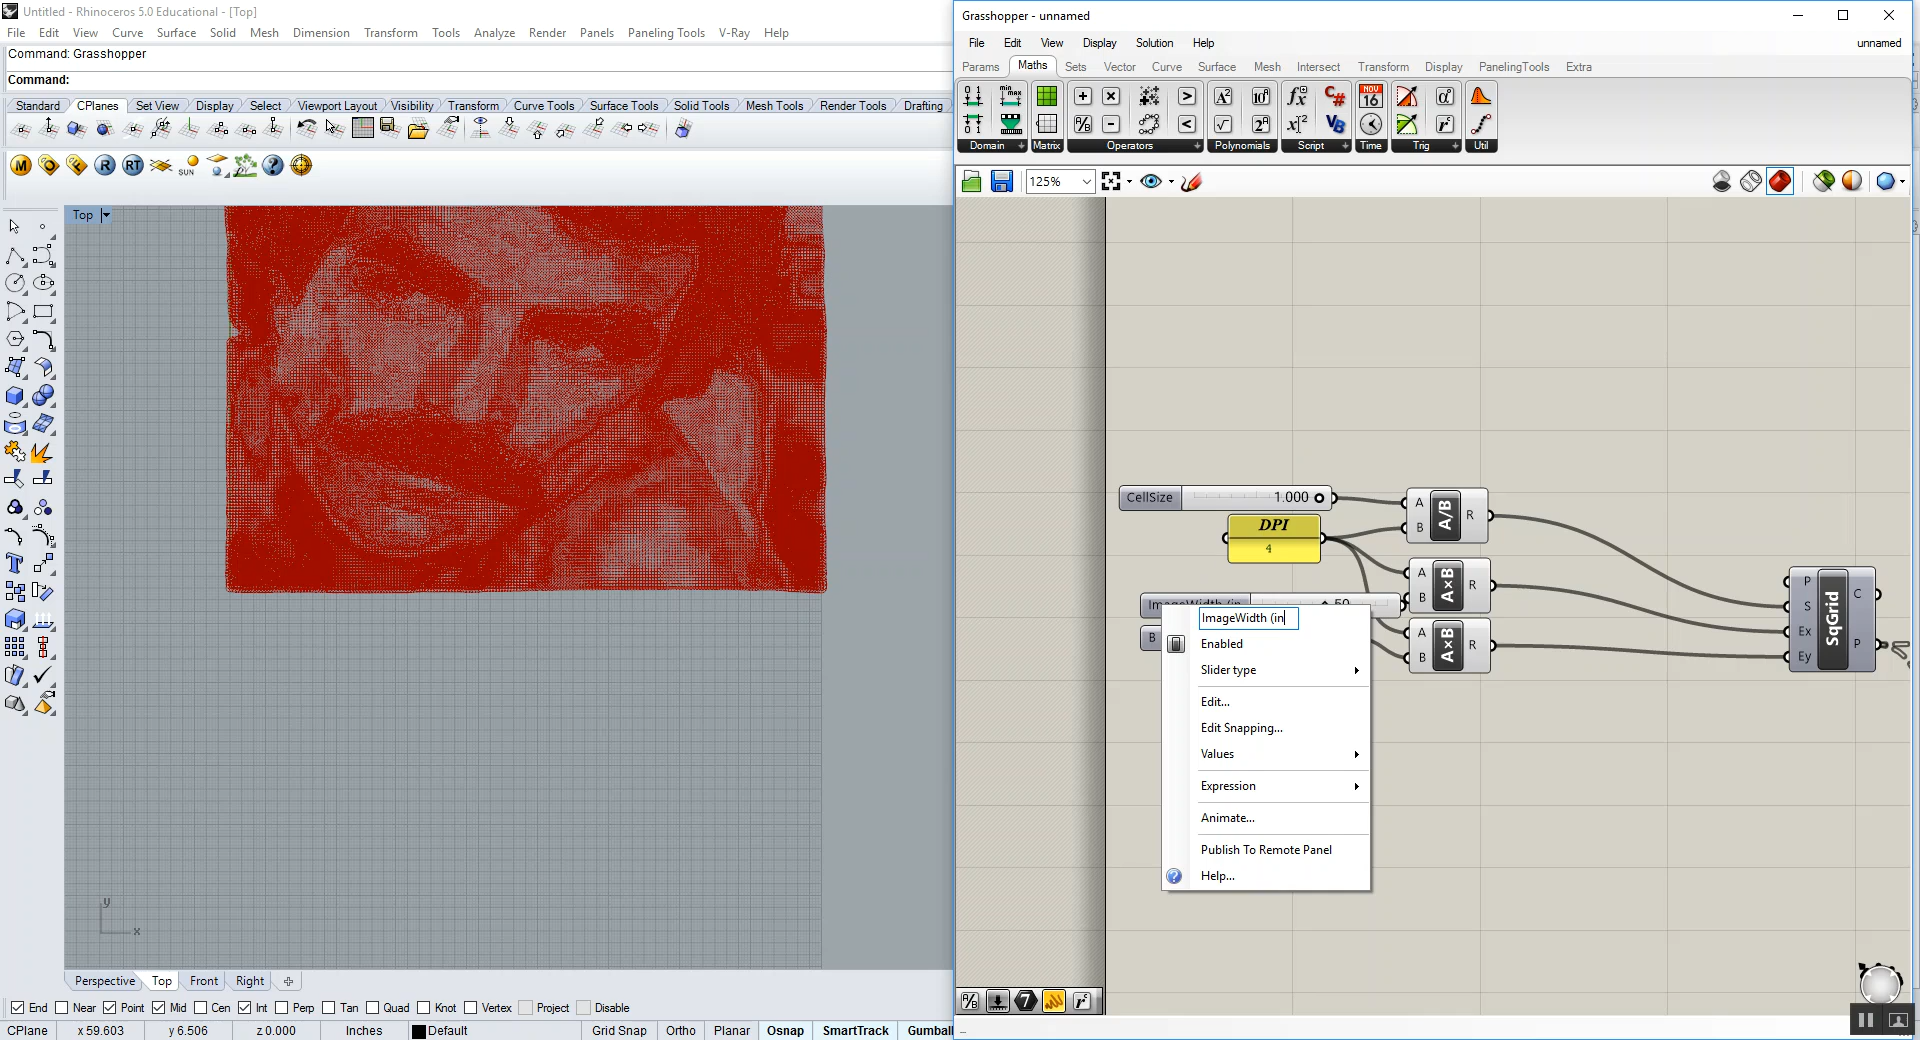 Untitled - Rhinoceros 5.0 Educational - [Top]
File Edit View Curve Surface Solid Mesh Dimension Transform Tools Analyze Render Panels Paneling Tools V-Ray Help
Command: Grasshopper
Command:
Standard CPlanes Set View Display Select Viewport Layout Visibility Transform Curve Tools Surface Tools Solid Tools Mesh Tools Render Tools Drafting
M O F R RT SUN
Top
y
x
Perspective Top Front Right
End Near Point Mid Cen Int Perp Tan Quad Knot Vertex Project Disable
CPlane x 59.603 y 6.506 z 0.000 Inches Default Grid Snap Ortho Planar Osnap SmartTrack Gumbal
Grasshopper - unnamed
File Edit View Display Solution Help unnamed
Params Maths Sets Vector Curve Surface Mesh Intersect Transform Display PanelingTools Extra
Domain Matrix Operators Polynomials Script Time Trig Util
125%
CellSize 1.000
DPI
4
A
B
A/B
R
A
B
A×B
R
A
B
A×B
R
P
S
Ex
Ey
SqGrid
C
P
ImageWidth (in 50
B
ImageWidth (in
Enabled
Slider type
Edit...
Edit Snapping...
Values
Expression
Animate...
Publish To Remote Panel
Help...